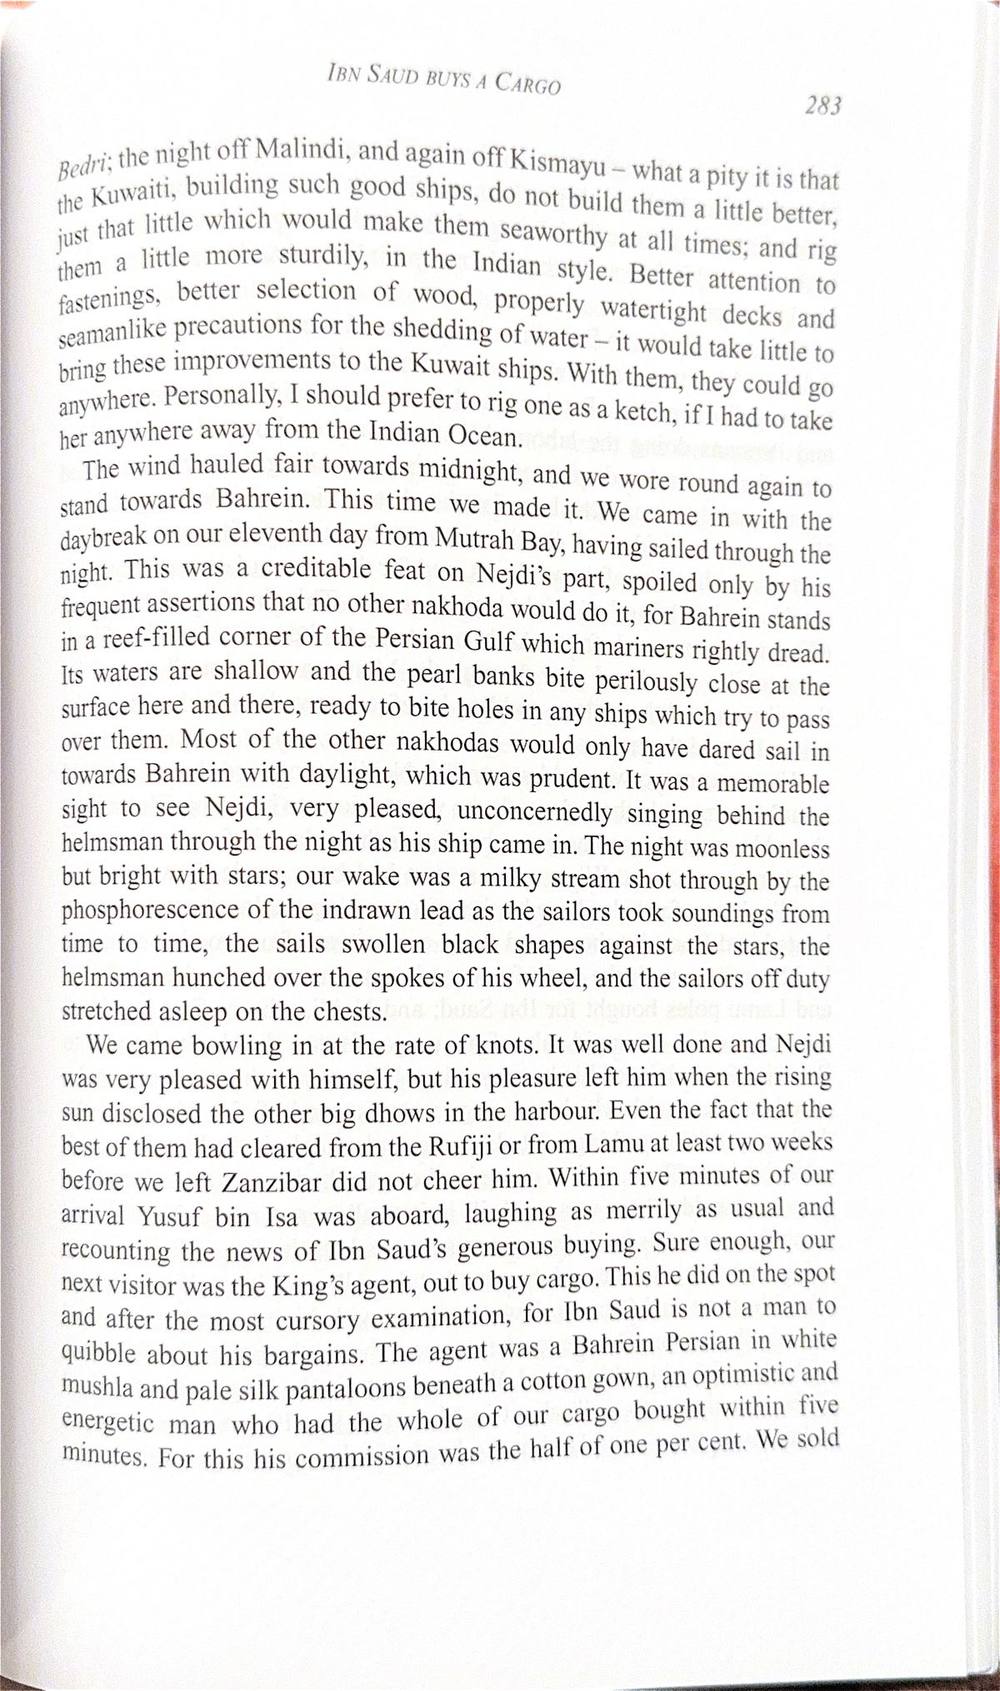 IBN SAUD BUYS A CARGO
283
Bedri; the night off Malindi, and again off Kismayu – what a pity it is that
the Kuwaiti, building such good ships, do not build them a little better,
just that little which would make them seaworthy at all times; and rig
them a little more sturdily, in the Indian style. Better attention to
fastenings, better selection of wood, properly watertight decks and
seamanlike precautions for the shedding of water – it would take little to
bring these improvements to the Kuwait ships. With them, they could go
anywhere. Personally, I should prefer to rig one as a ketch, if I had to take
her anywhere away from the Indian Ocean.
The wind hauled fair towards midnight, and we wore round again to
stand towards Bahrein. This time we made it. We came in with the
daybreak on our eleventh day from Mutrah Bay, having sailed through the
night. This was a creditable feat on Nejdi's part, spoiled only by his
frequent assertions that no other nakhoda would do it, for Bahrein stands
in a reef-filled corner of the Persian Gulf which mariners rightly dread.
Its waters are shallow and the pearl banks bite perilously close at the
surface here and there, ready to bite holes in any ships which try to pass
over them. Most of the other nakhodas would only have dared sail in
towards Bahrein with daylight, which was prudent. It was a memorable
sight to see Nejdi, very pleased, unconcernedly singing behind the
helmsman through the night as his ship came in. The night was moonless
but bright with stars; our wake was a milky stream shot through by the
phosphorescence of the indrawn lead as the sailors took soundings from
time to time, the sails swollen black shapes against the stars, the
helmsman hunched over the spokes of his wheel, and the sailors off duty
stretched asleep on the chests.
We came bowling in at the rate of knots. It was well done and Nejdi
was very pleased with himself, but his pleasure left him when the rising
sun disclosed the other big dhows in the harbour. Even the fact that the
best of them had cleared from the Rufiji or from Lamu at least two weeks
before we left Zanzibar did not cheer him. Within five minutes of our
arrival Yusuf bin Isa was aboard, laughing as merrily as usual and
recounting the news of Ibn Saud's generous buying. Sure enough, our
next visitor was the King's agent, out to buy cargo. This he did on the spot
and after the most cursory examination, for Ibn Saud is not a man to
quibble about his bargains. The agent was a Bahrein Persian in white
mushla and pale silk pantaloons beneath a cotton gown, an optimistic and
energetic man who had the whole of our cargo bought within five
minutes. For this his commission was the half of one per cent. We sold